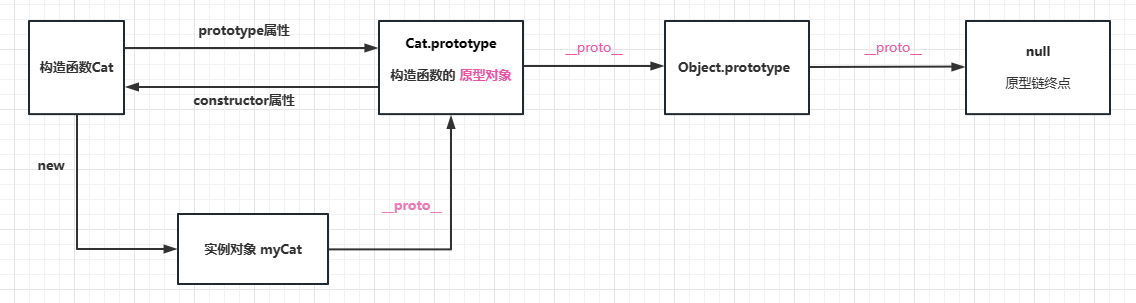 prototype属性
构造函数Cat
Cat.prototype
构造函数的 原型对象
__proto__
Object.prototype
__proto__
null
原型链终点
constructor属性
new
__proto__
实例对象 myCat